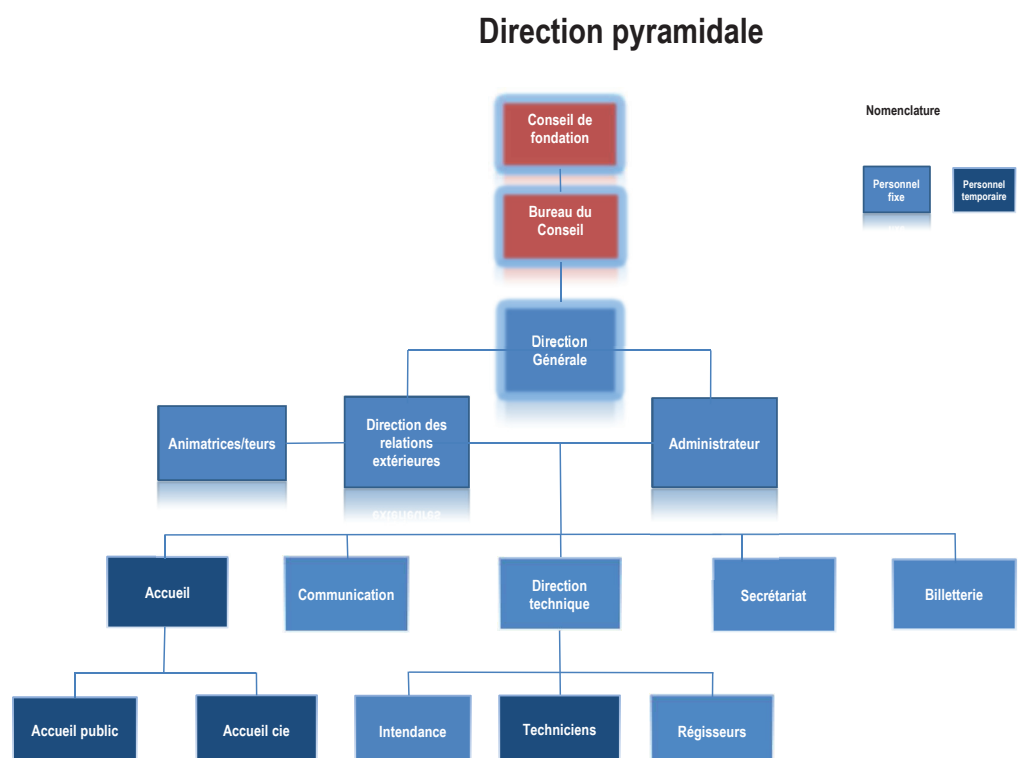 Direction pyramidale
Conseil de
fondation
Nomenclature
Personnel
fixe
Personnel
temporaire
Bureau du
Conseil
Direction
Générale
Animatrices/teurs
Direction des
relations
extérieures
Administrateur
Accueil
Communication
Direction
technique
Secrétariat
Billetterie
Accueil public
Accueil cie
Intendance
Techniciens
Régisseurs